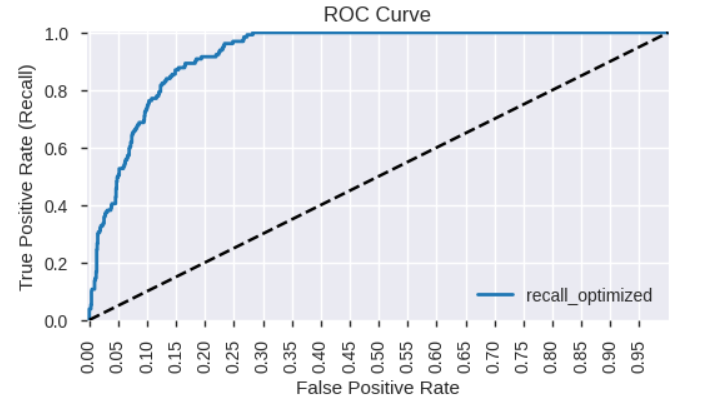 ROC Curve
True Positive Rate (Recall)
1.0
0.8
0.6
0.4
0.2
0.0
recall_optimized
0.00 0.05 0.10 0.15 0.20 0.25 0.30 0.35 0.40 0.45 0.50 0.55 0.60 0.65 0.70 0.75 0.80 0.85 0.90 0.95
False Positive Rate